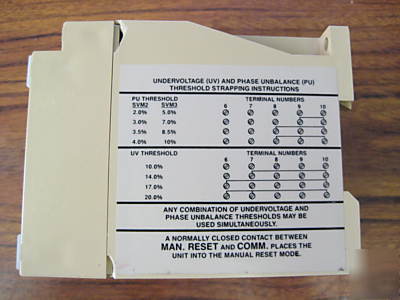 UNDERVOLTAGE (UV) AND PHASE UNBALANCE (PU)
THRESHOLD STRAPPING INSTRUCTIONS
PU THRESHOLD TERMINAL NUMBERS
SVM2 SVM3 6 7 8 9 10
2.0% 5.0%
3.0% 7.0%
3.5% 8.5%
4.0% 10%
UV THRESHOLD TERMINAL NUMBERS
6 7 8 9 10
10.0%
14.0%
17.0%
20.0%
ANY COMBINATION OF UNDERVOLTAGE AND
PHASE UNBALANCE THRESHOLDS MAY BE
USED SIMULTANEOUSLY.
A NORMALLY CLOSED CONTACT BETWEEN
MAN. RESET AND COMM. PLACES THE
UNIT INTO THE MANUAL RESET MODE.